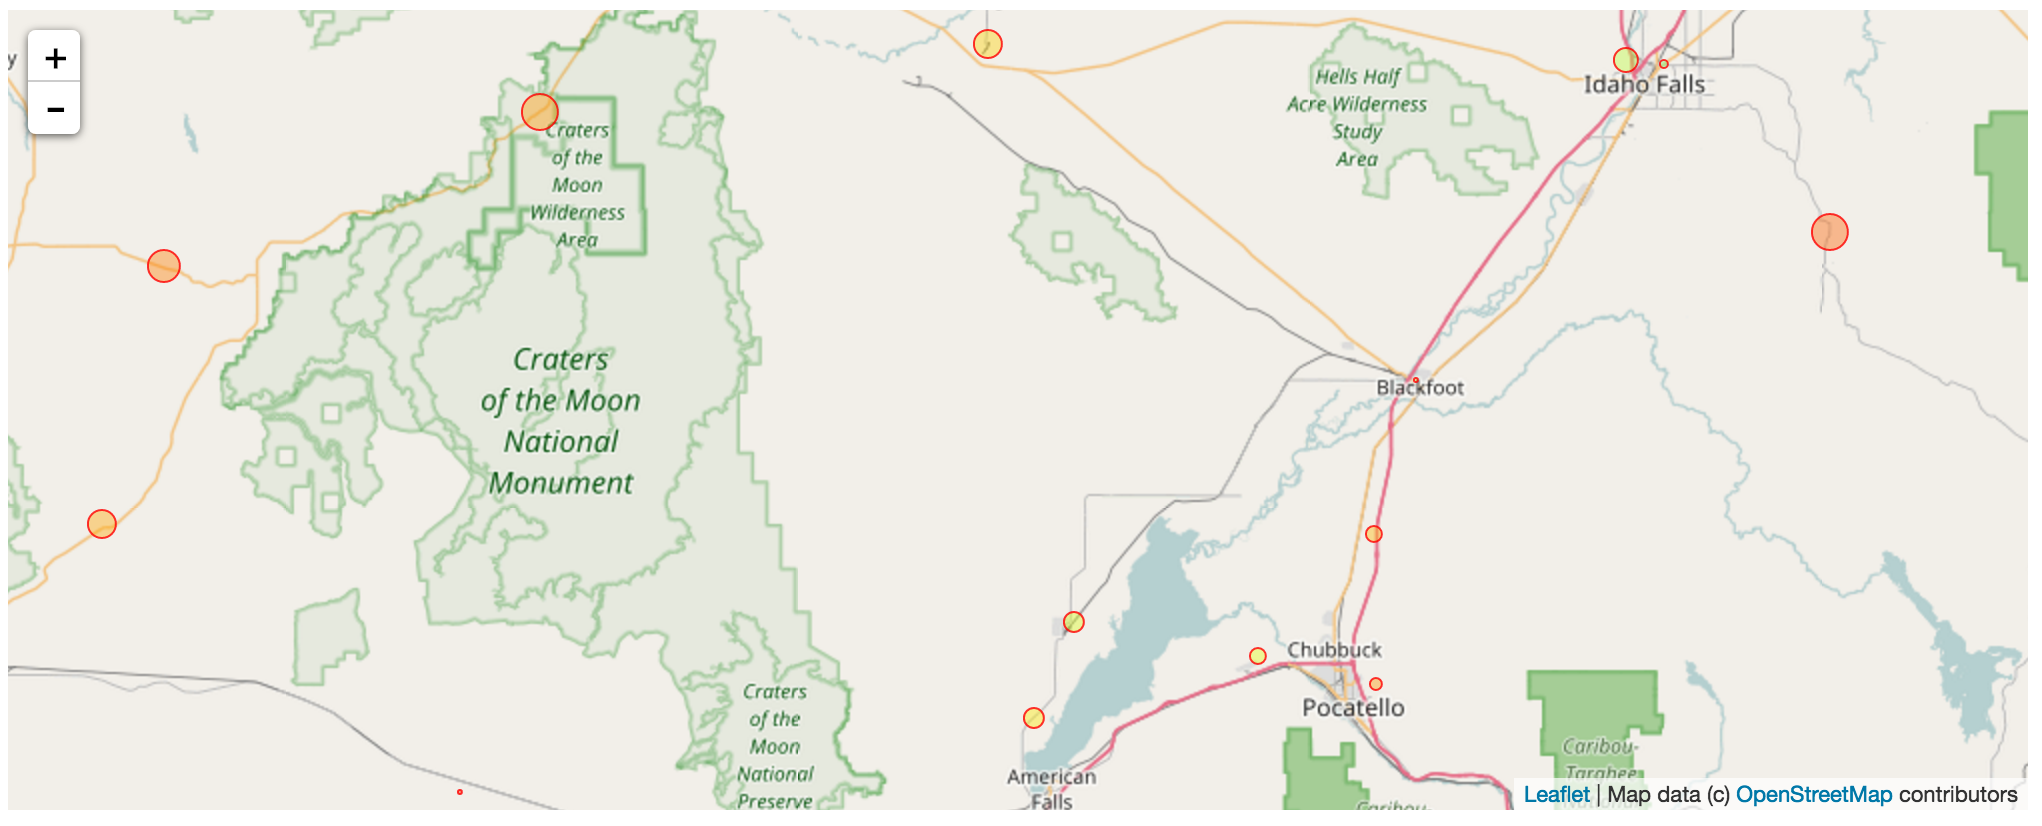 y
+
−
Craters
of the
Moon
Wilderness
Area
Hells Half
Acre Wilderness
Study
Area
Idaho Falls
Craters
of the Moon
National
Monument
Blackfoot
Chubbuck
Pocatello
Craters
of the
Moon
National
Preserve
American
Falls
Caribou-
Targhee
Caribou-
Leaflet | Map data (c) OpenStreetMap contributors